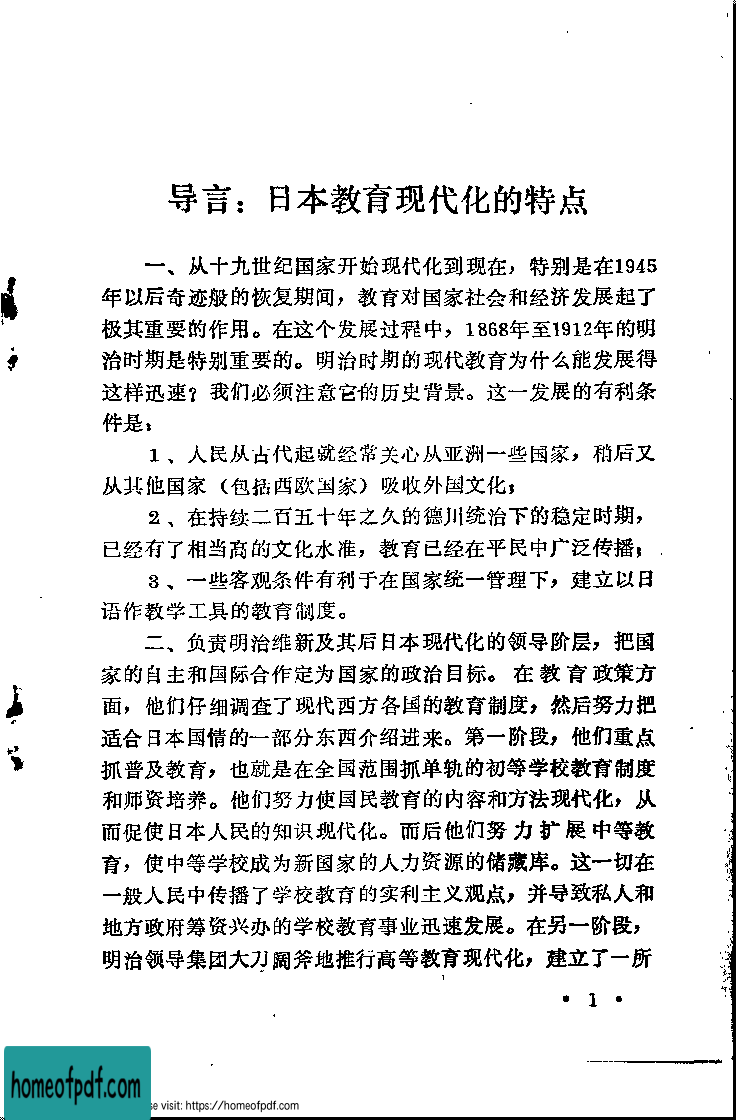 导言：日本教育现代化的特点
一、从十九世纪国家开始现代化到现在，特别是在1945
年以后奇迹般的恢复期间，教育对国家社会和经济发展起了
极其重要的作用。在这个发展过程中，1868年至1912年的明
治时期是特别重要的。明治时期的现代教育为什么能发展得
这样迅速？我们必须注意它的历史背景。这一发展的有利条
件是：
1、人民从古代起就经常关心从亚洲一些国家，稍后又
从其他国家（包括西欧国家）吸收外国文化；
2、在持续二百五十年之久的德川统治下的稳定时期，
已经有了相当高的文化水准，教育已经在平民中广泛传播；
3、一些客观条件有利于在国家统一管理下，建立以日
语作教学工具的教育制度。
二、负责明治维新及其后日本现代化的领导阶层，把国
家的自主和国际合作定为国家的政治目标。在教育政策方
面，他们仔细调查了现代西方各国的教育制度，然后努力把
适合日本国情的一部分东西介绍进来。第一阶段，他们重点
抓普及教育，也就是在全国范围抓单轨的初等学校教育制度
和师资培养。他们努力使国民教育的内容和方法现代化，从
而促使日本人民的知识现代化。而后他们努力扩展中等教
育，使中等学校成为新国家的人力资源的储藏库。这一切在
一般人民中传播了学校教育的实利主义观点，并导致私人和
地方政府筹资兴办的学校教育事业迅速发展。在另一阶段，
明治领导集团大刀阔斧地推行高等教育现代化，建立了一所
• 1 •
homeofpdf.com
se visit: https://homeofpdf.com